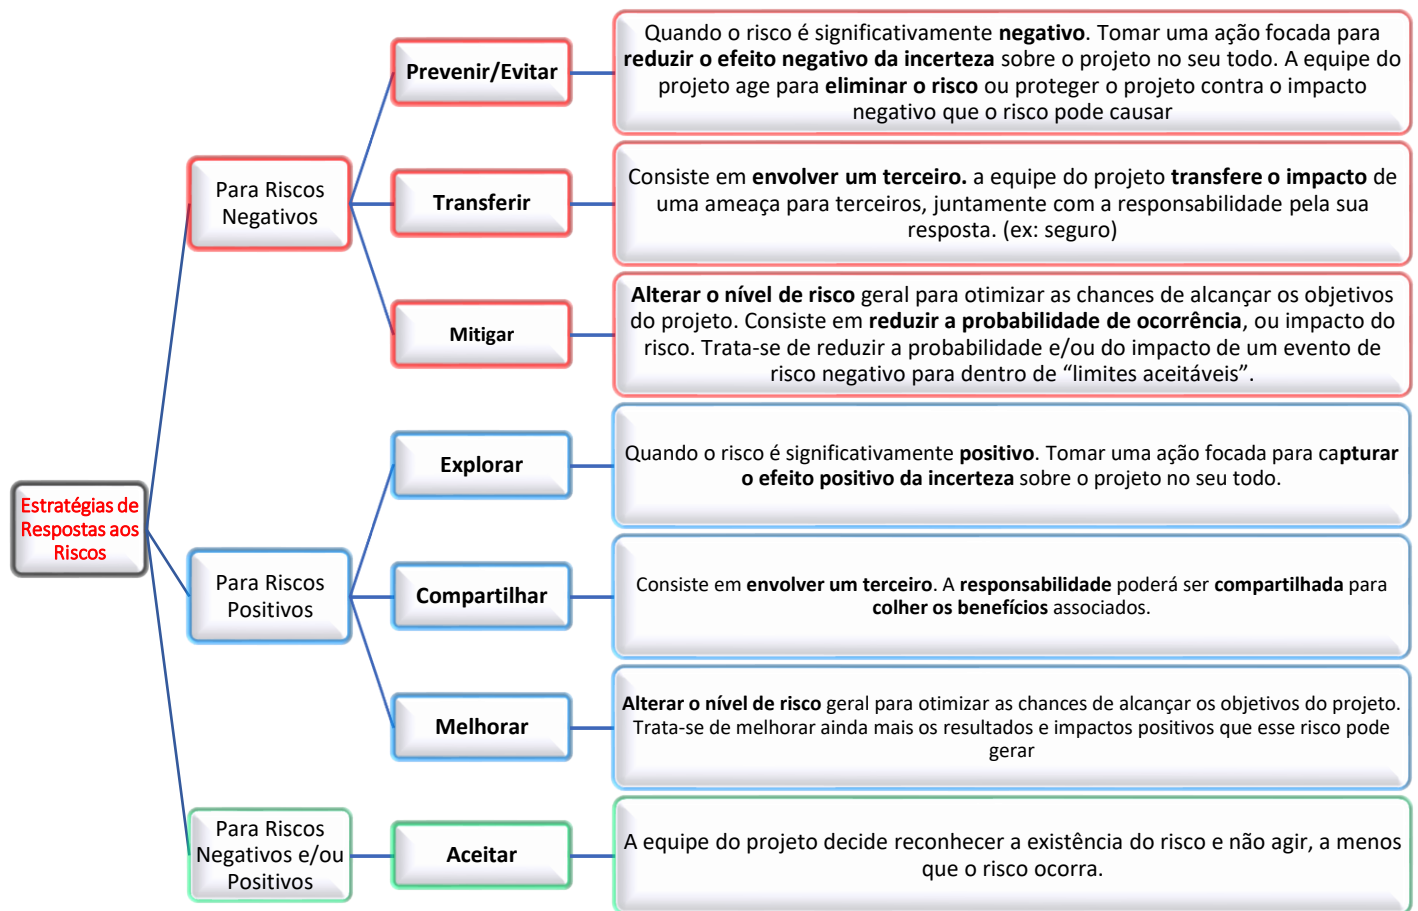 Estratégias de
Respostas aos
Riscos
Para Riscos
Negativos
Prevenir/Evitar
Quando o risco é significativamente negativo. Tomar uma ação focada para
reduzir o efeito negativo da incerteza sobre o projeto no seu todo. A equipe do
projeto age para eliminar o risco ou proteger o projeto contra o impacto
negativo que o risco pode causar
Transferir
Consiste em envolver um terceiro. a equipe do projeto transfere o impacto de
uma ameaça para terceiros, juntamente com a responsabilidade pela sua
resposta. (ex: seguro)
Mitigar
Alterar o nível de risco geral para otimizar as chances de alcançar os objetivos
do projeto. Consiste em reduzir a probabilidade de ocorrência, ou impacto do
risco. Trata-se de reduzir a probabilidade e/ou do impacto de um evento de
risco negativo para dentro de “limites aceitáveis”.
Para Riscos
Positivos
Explorar
Quando o risco é significativamente positivo. Tomar uma ação focada para capturar
o efeito positivo da incerteza sobre o projeto no seu todo.
Compartilhar
Consiste em envolver um terceiro. A responsabilidade poderá ser compartilhada para
colher os benefícios associados.
Melhorar
Alterar o nível de risco geral para otimizar as chances de alcançar os objetivos do projeto.
Trata-se de melhorar ainda mais os resultados e impactos positivos que esse risco pode
gerar
Para Riscos
Negativos e/ou
Positivos
Aceitar
A equipe do projeto decide reconhecer a existência do risco e não agir, a menos
que o risco ocorra.